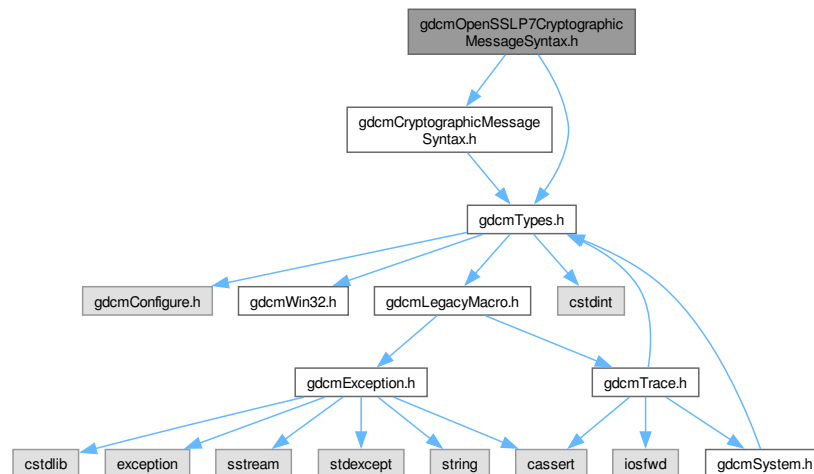 gdcmOpenSSLP7Cryptographic
MessageSyntax.h
gdcmCryptographicMessage
Syntax.h
gdcmTypes.h
gdcmConfigure.h
gdcmWin32.h
gdcmLegacyMacro.h
cstdint
gdcmException.h
gdcmTrace.h
cstdlib
exception
sstream
stdexcept
string
cassert
iosfwd
gdcmSystem.h